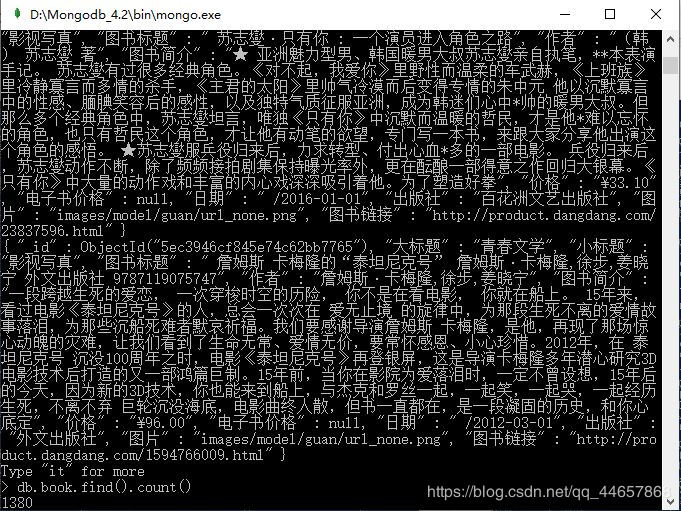 D:\Mongodb_4.2\bin\mongo.exe
"影视写真", "图书标题" : " 苏志燮·只有你 : 一个演员进入角色之路", "作者" : " (韩
) 苏志燮 著", "图书简介" : "★ 亚洲魅力型男，韩国暖男大叔苏志燮亲自执笔，**本表演
手记。 苏志燮有过很多经典角色。《对不起，我爱你》里野性而温柔的车武赫，《上班族》
里冷静寡言而多情的杀手，《王君的太阳》里帅气冷漠而后变得专情的朱中元 他以沉默寡言
中的性感、腼腆笑容后的感性，以及独特气质征服亚洲，成为韩迷们心中*帅的暖男大叔。但
那么多个经典角色中，苏志燮坦言，唯独《只有你》中沉默而温暖的哲民，才是他*难以忘怀
的角色，也只有哲民这个角色，才让他有动笔的欲望，专门写一本书，来跟大家分享他出演这
个角色的感悟。 ★苏志燮服兵役归来后，力求转型、付出心血*多的一部电影。 兵役归来后
，苏志燮动作不断，除了频频接拍剧集保持曝光率外，更在酝酿一部得意之作回归大银幕。《
只有你》中大量的动作戏和丰富的内心戏深深吸引着他。为了塑造好拳", "价格" : "¥33.10"
, "电子书价格" : null, "日期" : " /2016-01-01", "出版社" : "百花洲文艺出版社", "图
片" : "images/model/guan/url_none.png", "图书链接" : "http://product.dangdang.com/
23837596.html" }
{ "_id" : ObjectId("5ec3946cf845e74c62bb7765"), "大标题" : "青春文学", "小标题" :
"影视写真", "图书标题" : " 詹姆斯 卡梅隆的“泰坦尼克号” 詹姆斯·卡梅隆,徐步,姜晓
宁 外文出版社 9787119075747", "作者" : "詹姆斯·卡梅隆,徐步,姜晓宁", "图书简介" :
"一段跨越生死的爱恋， 一次穿梭时空的历险， 你不是在看电影， 你就在船上。 15年来，
看过电影《泰坦尼克号》的人，总会一次次在 爱无止境 的旋律中，为那段生死不离的爱情故
事落泪，为那些沉船死难者默哀祈福。我们要感谢导演詹姆斯 卡梅隆，是他，再现了那场惊
心动魄的灾难，让我们看到了生命无常、爱情无价，要常怀感恩、小心珍惜。2012年，在 泰
坦尼克号 沉没100周年之时，电影《泰坦尼克号》再登银屏，这是导演卡梅隆多年潜心研究3D
电影技术后打造的又一部鸿篇巨制。15年前，当你在影院为爱落泪时，一定不曾设想，15年后
的今天，因为新的3D技术，你也能来到船上，与杰克和罗丝一起，一起笑，一起哭，一起经历
生死，不离不弃 巨轮沉没海底，电影曲终人散，但书一直都在，是一段凝固的历史，和你心
底定", "价格" : "¥96.00", "电子书价格" : null, "日期" : " /2012-03-01", "出版社" :
"外文出版社", "图片" : "images/model/guan/url_none.png", "图书链接" : "http://pro
duct.dangdang.com/1594766009.html" }
Type "it" for more
> db.book.find().count()
1380
https://blog.csdn.net/qq_44657868